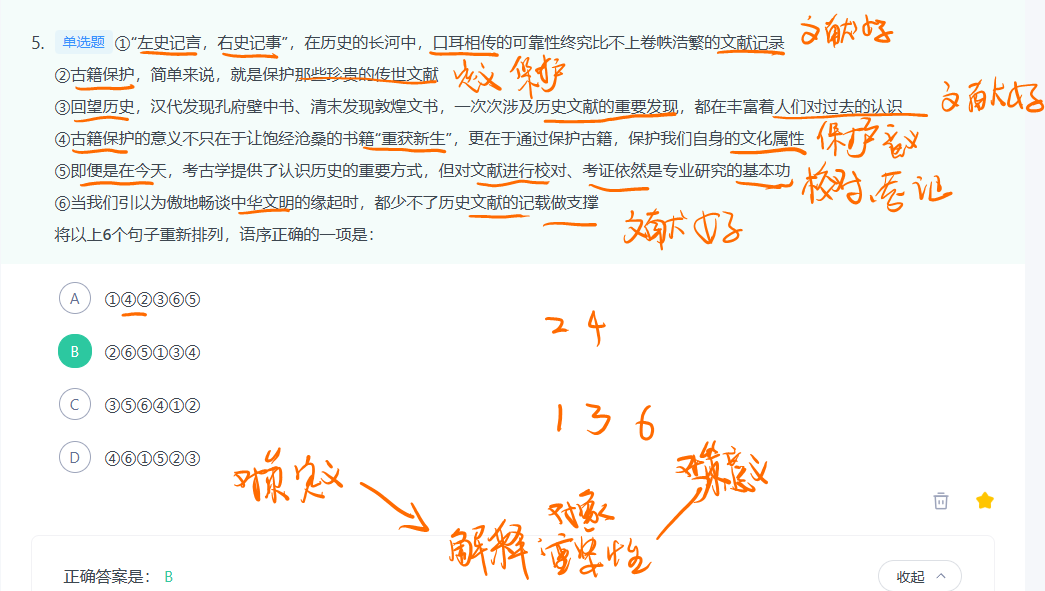 5. 单选题 ①“左史记言，右史记事”，在历史的长河中，口耳相传的可靠性终究比不上卷帙浩繁的文献记录 文献好
②古籍保护，简单来说，就是保护那些珍贵的传世文献 定义 保护
③回望历史，汉代发现孔府壁中书、清末发现敦煌文书，一次次涉及历史文献的重要发现，都在丰富着人们对过去的认识 文献好
④古籍保护的意义不只在于让饱经沧桑的书籍“重获新生”，更在于通过保护古籍，保护我们自身的文化属性 保护意义
⑤即便是在今天，考古学提供了认识历史的重要方式，但对文献进行校对、考证依然是专业研究的基本功 校对、考证
⑥当我们引以为傲地畅谈中华文明的缘起时，都少不了历史文献的记载做支撑
文献好
将以上6个句子重新排列，语序正确的一项是：
A ①④②③⑥⑤
2 4
B ②⑥⑤①③④
C ③⑤⑥④①②
1 3 6
D ④⑥①⑤②③
对策定义
对策意义
对象
解释 重要性
正确答案是： B
收起